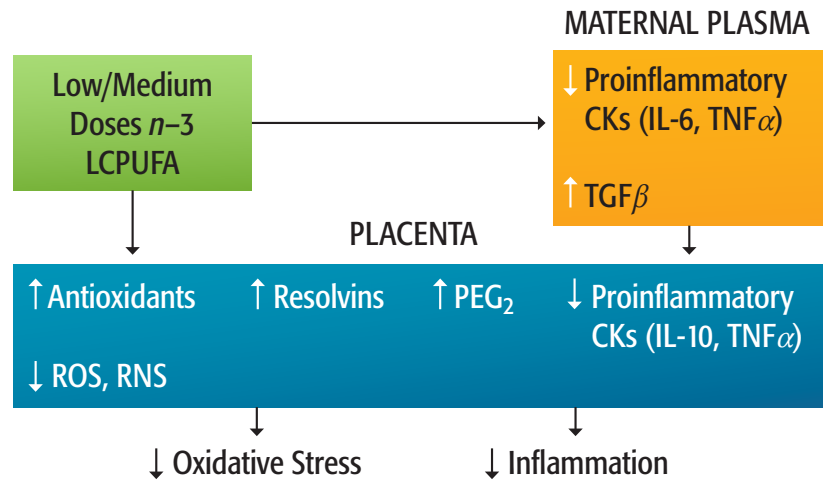 MATERNAL PLASMA
Low/Medium
Doses n–3
LCPUFA
↓ Proinflammatory
CKs (IL-6, TNFα)
↑ TGFβ
PLACENTA
↑ Antioxidants
↑ Resolvins
↑ PEG₂
↓ Proinflammatory
CKs (IL-10, TNFα)
↓ ROS, RNS
↓ Oxidative Stress
↓ Inflammation